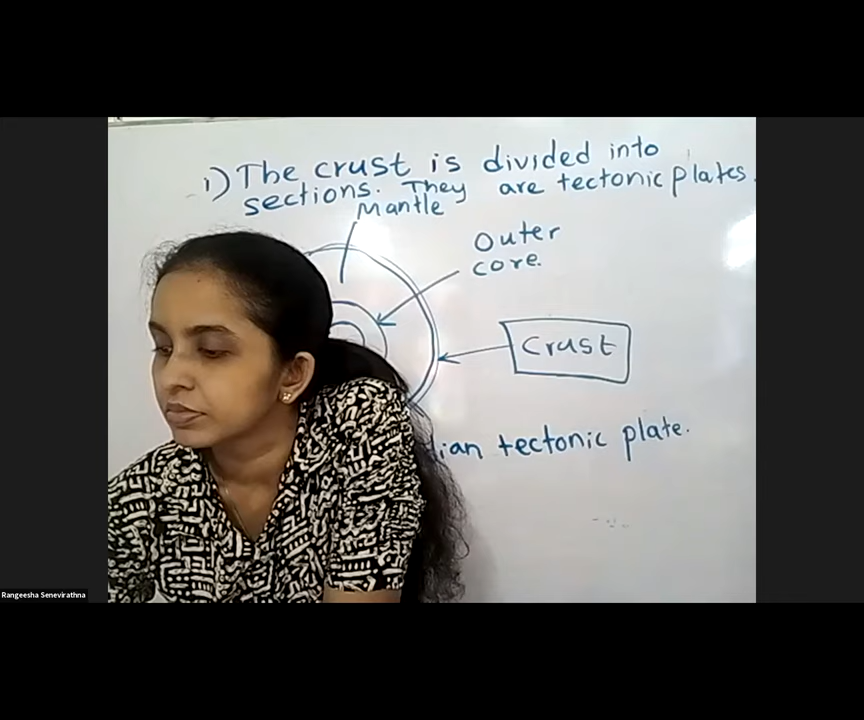 1) The crust is divided into
sections. They are tectonic plates.
Mantle
Outer
core.
Crust
tectonic plate.
Rangeesha Senevirathna